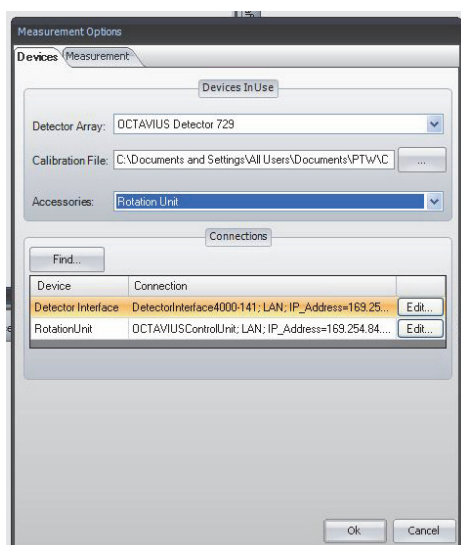 Measurement Options
Devices Measurement
Devices In Use
Detector Array: OCTAVIUS Detector 729
Calibration File: C:\Documents and Settings\All Users\Documents\PTW\C ...
Accessories: Rotation Unit
Connections
Find...
Device Connection
Detector Interface DetectorInterface4000-141; LAN; IP_Address=169.25... Edit...
RotationUnit OCTAVIUSControlUnit; LAN; IP_Address=169.254.84.... Edit...
Ok Cancel